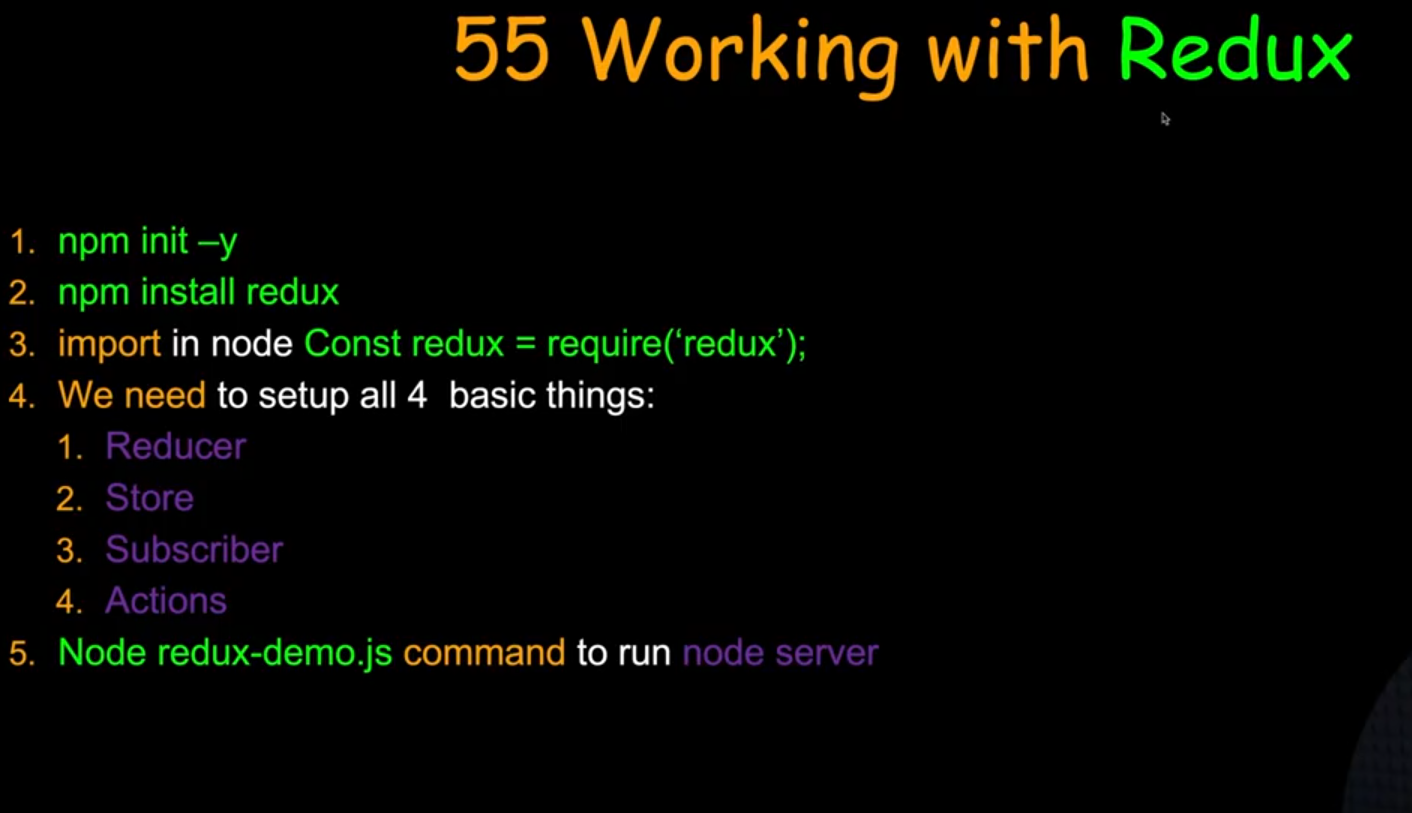 55 Working with Redux
1. npm init –y
2. npm install redux
3. import in node Const redux = require(‘redux’);
4. We need to setup all 4  basic things:
1. Reducer
2. Store
3. Subscriber
4. Actions
5. Node redux-demo.js command to run node server